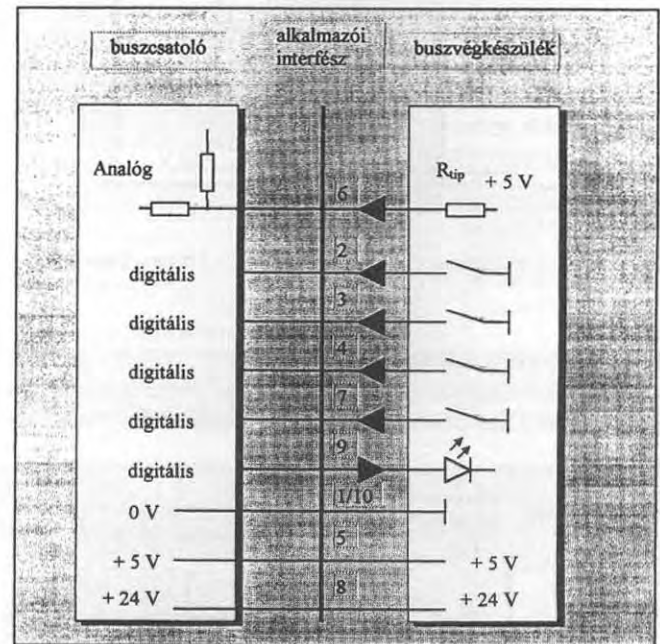 buszcsatoló
alkalmazói
interfész
buszvégkészülék
Analóg
6
Rtip
+ 5 V
2
digitális
3
digitális
4
digitális
7
digitális
9
digitális
1/10
0 V
5
+ 5 V
+ 5 V
8
+ 24 V
+ 24 V